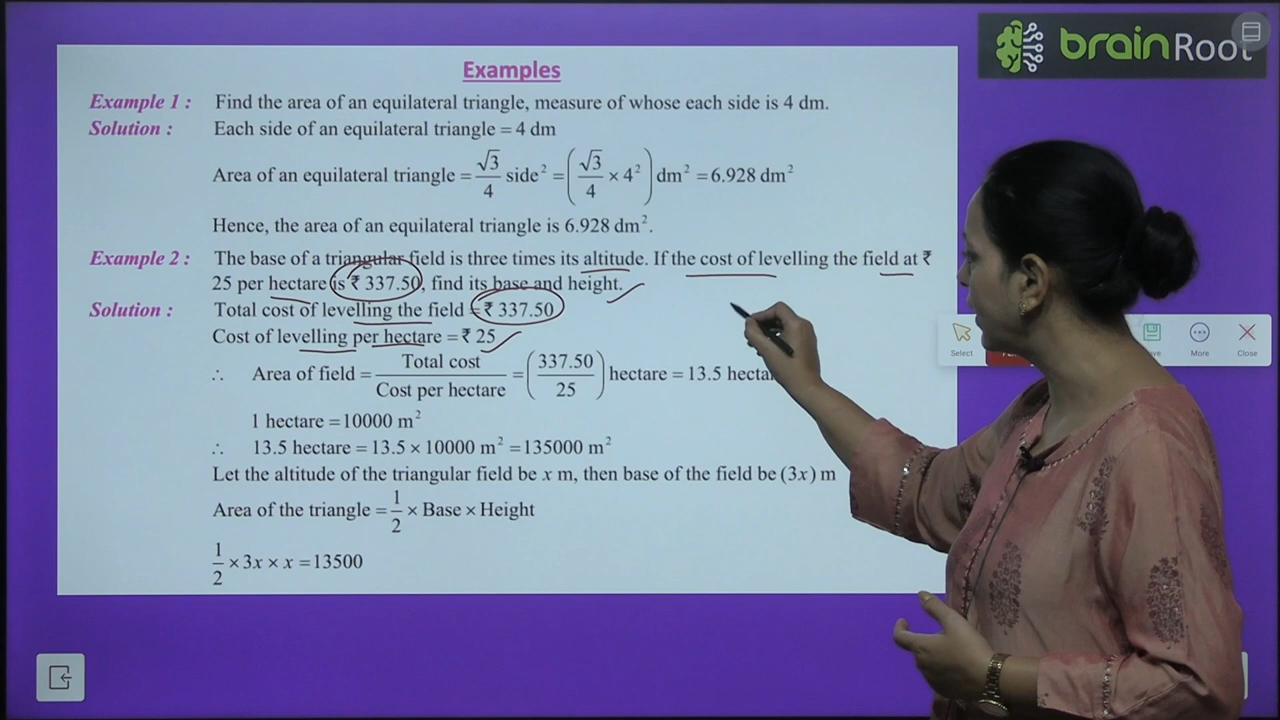 brainRoot
Examples
Example 1 : Find the area of an equilateral triangle, measure of whose each side is 4 dm.
Solution : Each side of an equilateral triangle = 4 dm
Area of an equilateral triangle = √3/4 side² = (√3/4 × 4²) dm² = 6.928 dm²
Hence, the area of an equilateral triangle is 6.928 dm².
Example 2 : The base of a triangular field is three times its altitude. If the cost of levelling the field at ₹
25 per hectare is ₹ 337.50, find its base and height.
Solution : Total cost of levelling the field = ₹ 337.50
Cost of levelling per hectare = ₹ 25
∴ Area of field = Total cost/Cost per hectare = (337.50/25) hectare = 13.5
1 hectare = 10000 m²
∴ 13.5 hectare = 13.5 × 10000 m² = 135000 m²
Let the altitude of the triangular field be x m, then base of the field be (3x) m
Area of the triangle = 1/2 × Base × Height
1/2 × 3x × x = 13500
Select
More
Close